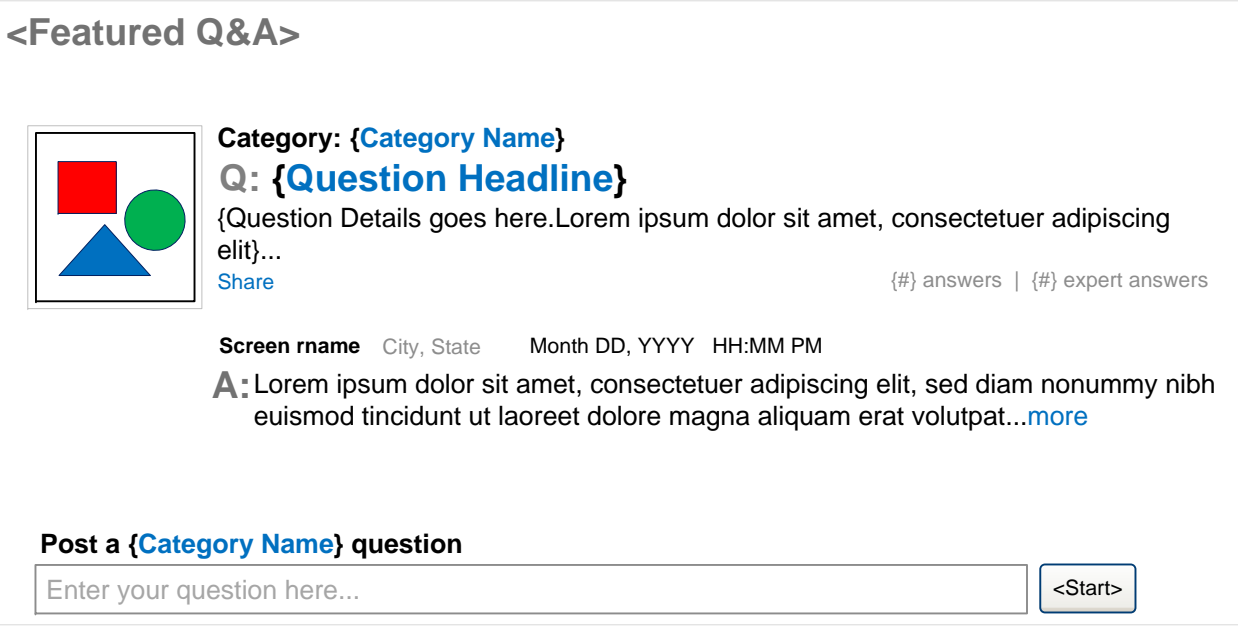 <Featured Q&A>
Category: {Category Name}
Q: {Question Headline}
{Question Details goes here.Lorem ipsum dolor sit amet, consectetuer adipiscing
elit}...
Share {#} answers | {#} expert answers
Screen rname City, State Month DD, YYYY HH:MM PM
A: Lorem ipsum dolor sit amet, consectetuer adipiscing elit, sed diam nonummy nibh
euismod tincidunt ut laoreet dolore magna aliquam erat volutpat...more
Post a {Category Name} question
Enter your question here... <Start>